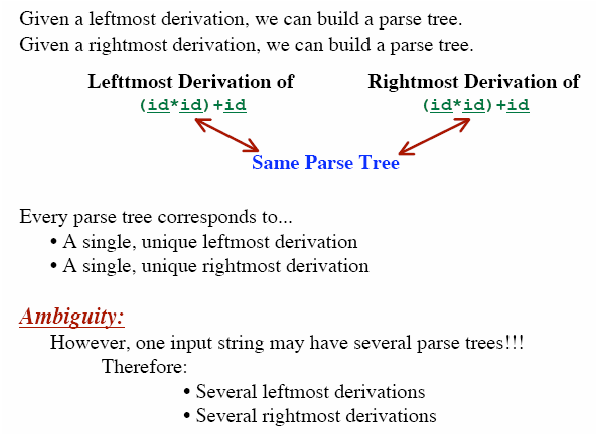 Given a leftmost derivation, we can build a parse tree.
Given a rightmost derivation, we can build a parse tree.
Lefttmost Derivation of
Rightmost Derivation of
(id*id)+id
(id*id)+id
Same Parse Tree
Every parse tree corresponds to...
• A single, unique leftmost derivation
• A single, unique rightmost derivation
Ambiguity:
However, one input string may have several parse trees!!!
Therefore:
• Several leftmost derivations
• Several rightmost derivations